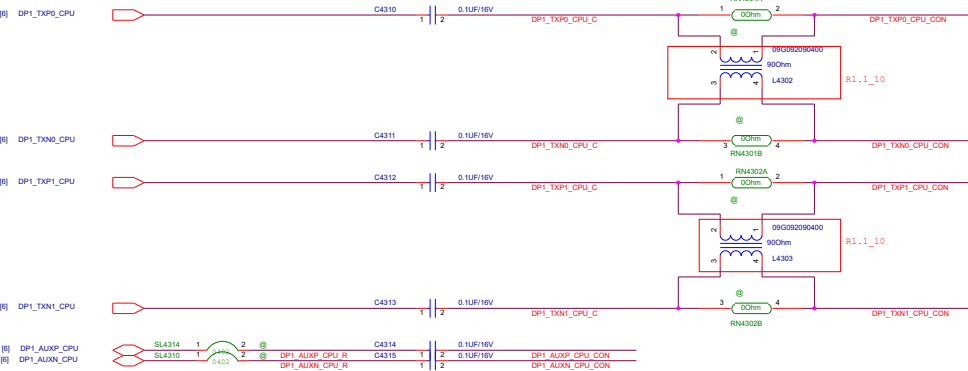 [6] DP1_TXP0_CPU C4310 0.1UF/16V 1 2 DP1_TXP0_CPU_C 1 0Ohm 2 DP1_TXP0_CPU_CON
@
2 1 09G092090400
90Ohm
3 4 L4302
R1.1_10
@
[6] DP1_TXN0_CPU C4311 0.1UF/16V 1 2 DP1_TXN0_CPU_C 3 0Ohm 4 DP1_TXN0_CPU_CON
RN4301B
RN4302A
[6] DP1_TXP1_CPU C4312 0.1UF/16V 1 2 DP1_TXP1_CPU_C 1 0Ohm 2 DP1_TXP1_CPU_CON
@
2 1 09G092090400
90Ohm
3 4 L4303
R1.1_10
@
[6] DP1_TXN1_CPU C4313 0.1UF/16V 1 2 DP1_TXN1_CPU_C 3 0Ohm 4 DP1_TXN1_CPU_CON
RN4302B
[6] DP1_AUXP_CPU SL4314 1 2 @ C4314 0.1UF/16V
[6] DP1_AUXN_CPU SL4310 1 2 @ DP1_AUXP_CPU_R C4315 0.1UF/16V DP1_AUXP_CPU_CON
0402 DP1_AUXN_CPU_R 1 2 DP1_AUXN_CPU_CON